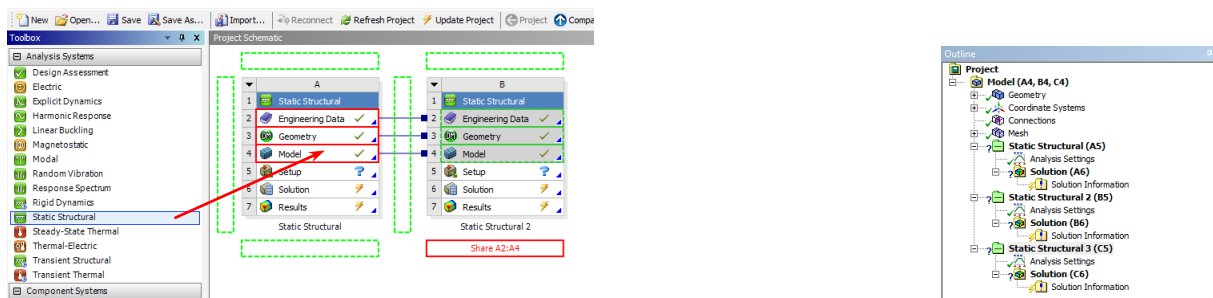 New Open... Save Save As... Import... Reconnect Refresh Project Update Project Project Compa
Toolbox
Project Schematic
Analysis Systems
Design Assessment
Electric
Explicit Dynamics
Harmonic Response
Linear Buckling
Magnetostatic
Modal
Random Vibration
Response Spectrum
Rigid Dynamics
Static Structural
Steady-State Thermal
Thermal-Electric
Transient Structural
Transient Thermal
Component Systems
A
1 Static Structural
2 Engineering Data
3 Geometry
4 Model
5 Setup
6 Solution
7 Results
Static Structural
B
1 Static Structural
2 Engineering Data
3 Geometry
4 Model
5 Setup
6 Solution
7 Results
Static Structural 2
Share A2:A4
Outline
Project
Model (A4, B4, C4)
Geometry
Coordinate Systems
Connections
Mesh
Static Structural (A5)
Analysis Settings
Solution (A6)
Solution Information
Static Structural 2 (B5)
Analysis Settings
Solution (B6)
Solution Information
Static Structural 3 (C5)
Analysis Settings
Solution (C6)
Solution Information